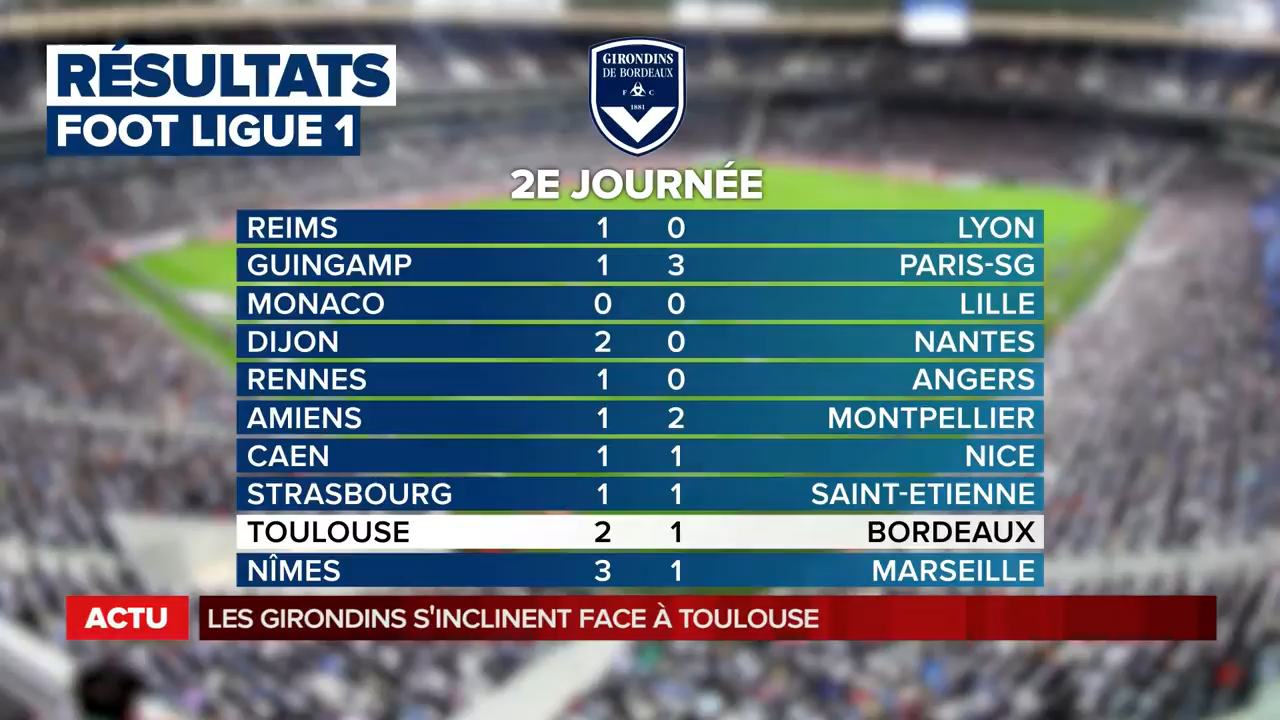 RÉSULTATS
FOOT LIGUE 1
GIRONDINS
DE BORDEAUX
F C
1881
2E JOURNÉE
REIMS 1 0 LYON
GUINGAMP 1 3 PARIS-SG
MONACO 0 0 LILLE
DIJON 2 0 NANTES
RENNES 1 0 ANGERS
AMIENS 1 2 MONTPELLIER
CAEN 1 1 NICE
STRASBOURG 1 1 SAINT-ETIENNE
TOULOUSE 2 1 BORDEAUX
NÎMES 3 1 MARSEILLE
ACTU LES GIRONDINS S'INCLINENT FACE À TOULOUSE